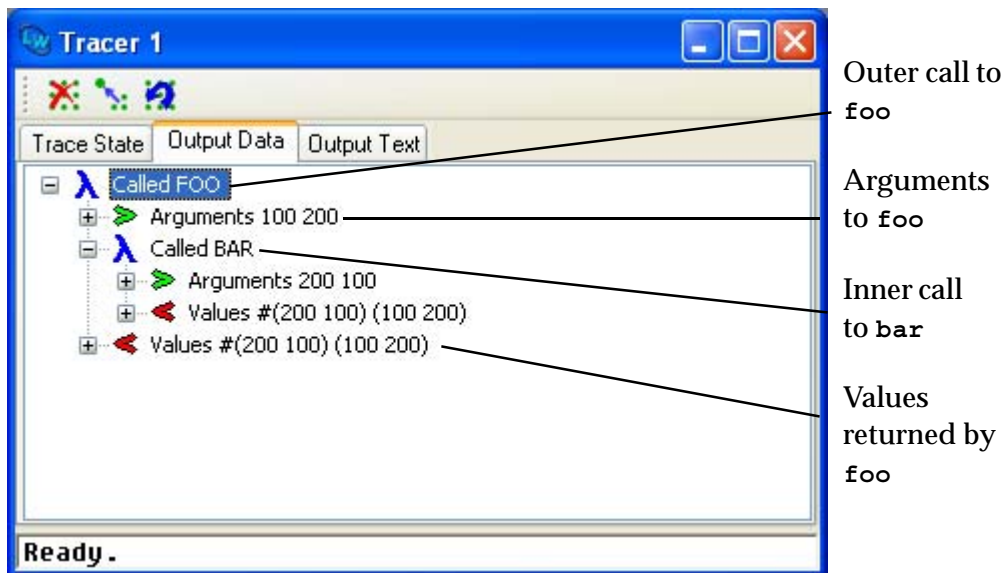 Tracer 1
Trace State Output Data Output Text
λ Called FOO
Arguments 100 200
λ Called BAR
Arguments 200 100
Values #(200 100) (100 200)
Values #(200 100) (100 200)
Ready.
Outer call to
foo
Arguments
to foo
Inner call
to bar
Values
returned by
foo